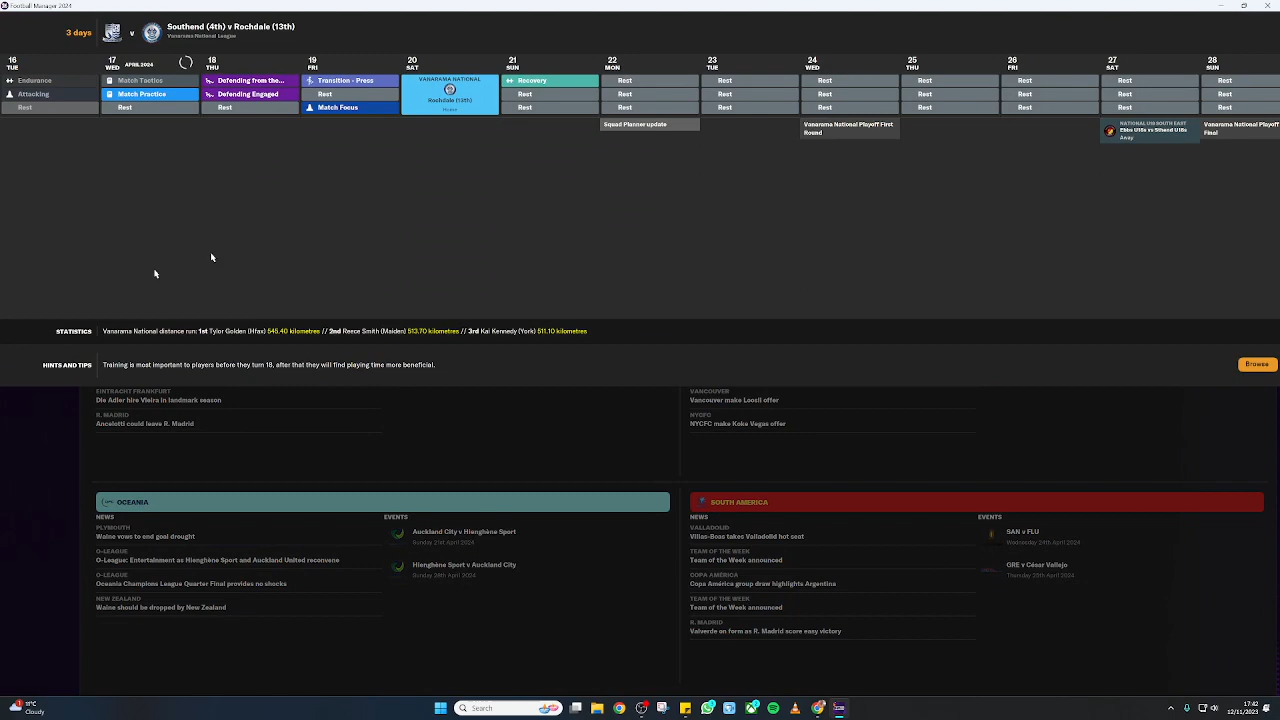 Football Manager 2024
3 days
v
Southend (4th) v Rochdale (13th)
Vanarama National League
16
TUE
17
WED
APRIL 2024
18
THU
19
FRI
20
SAT
21
SUN
22
MON
23
TUE
24
WED
25
THU
26
FRI
27
SAT
28
SUN
Endurance
Match Tactics
Defending from the...
Transition - Press
VANARAMA NATIONAL
Recovery
Rest
Rest
Rest
Rest
Rest
Rest
Rest
Attacking
Match Practice
Defending Engaged
Rest
Rochdale (13th)
Rest
Rest
Rest
Rest
Rest
Rest
Rest
Rest
Rest
Rest
Rest
Match Focus
Home
Rest
Rest
Rest
Rest
Rest
Rest
Rest
Rest
Squad Planner update
Vanarama National Playoff First
Round
NATIONAL U18 SOUTH EAST
Ebbs U18s vs Sthend U18s
Away
Vanarama National Playoff
Final
STATISTICS
Vanarama National distance run: 1st Tylor Golden (Hfax) 545.40 kilometres // 2nd Reece Smith (Maiden) 513.70 kilometres // 3rd Kai Kennedy (York) 511.10 kilometres
HINTS AND TIPS
Training is most important to players before they turn 18, after that they will find playing time more beneficial.
Browse
EINTRACHT FRANKFURT
Die Adler hire Vieira in landmark season
R. MADRID
Ancelotti could leave R. Madrid
VANCOUVER
Vancouver make Loosli offer
NYCFC
NYCFC make Koke Vegas offer
OCEANIA
NEWS
EVENTS
PLYMOUTH
Waine vows to end goal drought
O-LEAGUE
O-League: Entertainment as Hienghène Sport and Auckland United reconvene
O-LEAGUE
Oceania Champions League Quarter Final provides no shocks
NEW ZEALAND
Waine should be dropped by New Zealand
Auckland City v Hienghène Sport
Sunday 21st April 2024
Hienghène Sport v Auckland City
Sunday 28th April 2024
SOUTH AMERICA
NEWS
EVENTS
VALLADOLID
Villas-Boas takes Valladolid hot seat
TEAM OF THE WEEK
Team of the Week announced
COPA AMÉRICA
Copa América group draw highlights Argentina
TEAM OF THE WEEK
Team of the Week announced
R. MADRID
Valverde on form as R. Madrid score easy victory
SAN v FLU
Wednesday 24th April 2024
GRE v César Vallejo
Thursday 25th April 2024
11°C
Cloudy
Search
17:42
12/11/2023